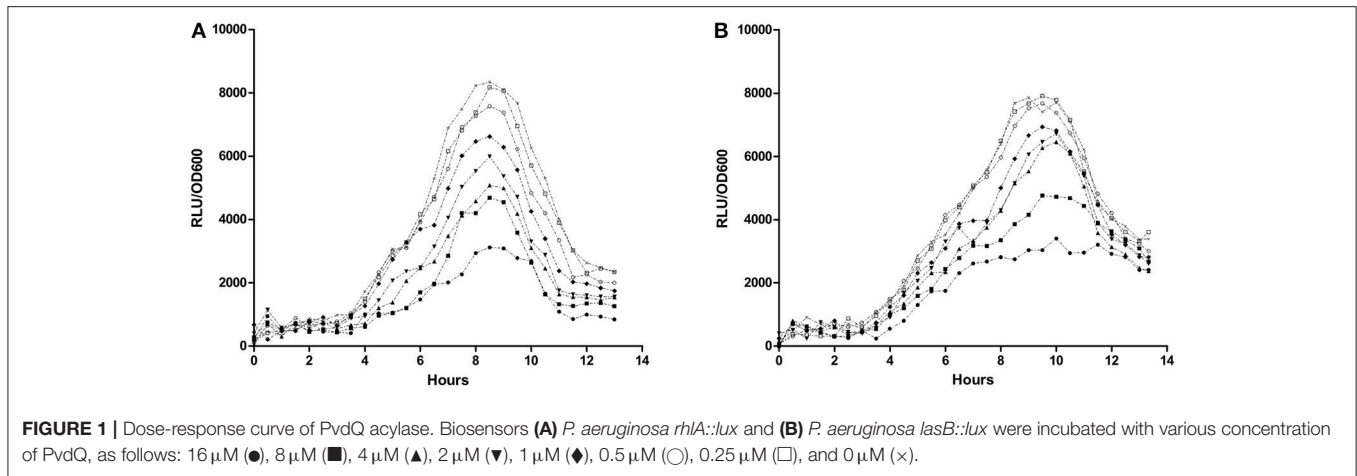 A
10000
8000
6000
4000
2000
0
RLU/OD600
0 2 4 6 8 10 12 14
Hours
B
10000
8000
6000
4000
2000
0
RLU/OD600
0 2 4 6 8 10 12 14
Hours
FIGURE 1 | Dose-response curve of PvdQ acylase. Biosensors (A) P. aeruginosa rhlA::lux and (B) P. aeruginosa lasB::lux were incubated with various concentration
of PvdQ, as follows: 16 μM (●), 8 μM (■), 4 μM (▲), 2 μM (▼), 1 μM (◆), 0.5 μM (○), 0.25 μM (□), and 0 μM (×).